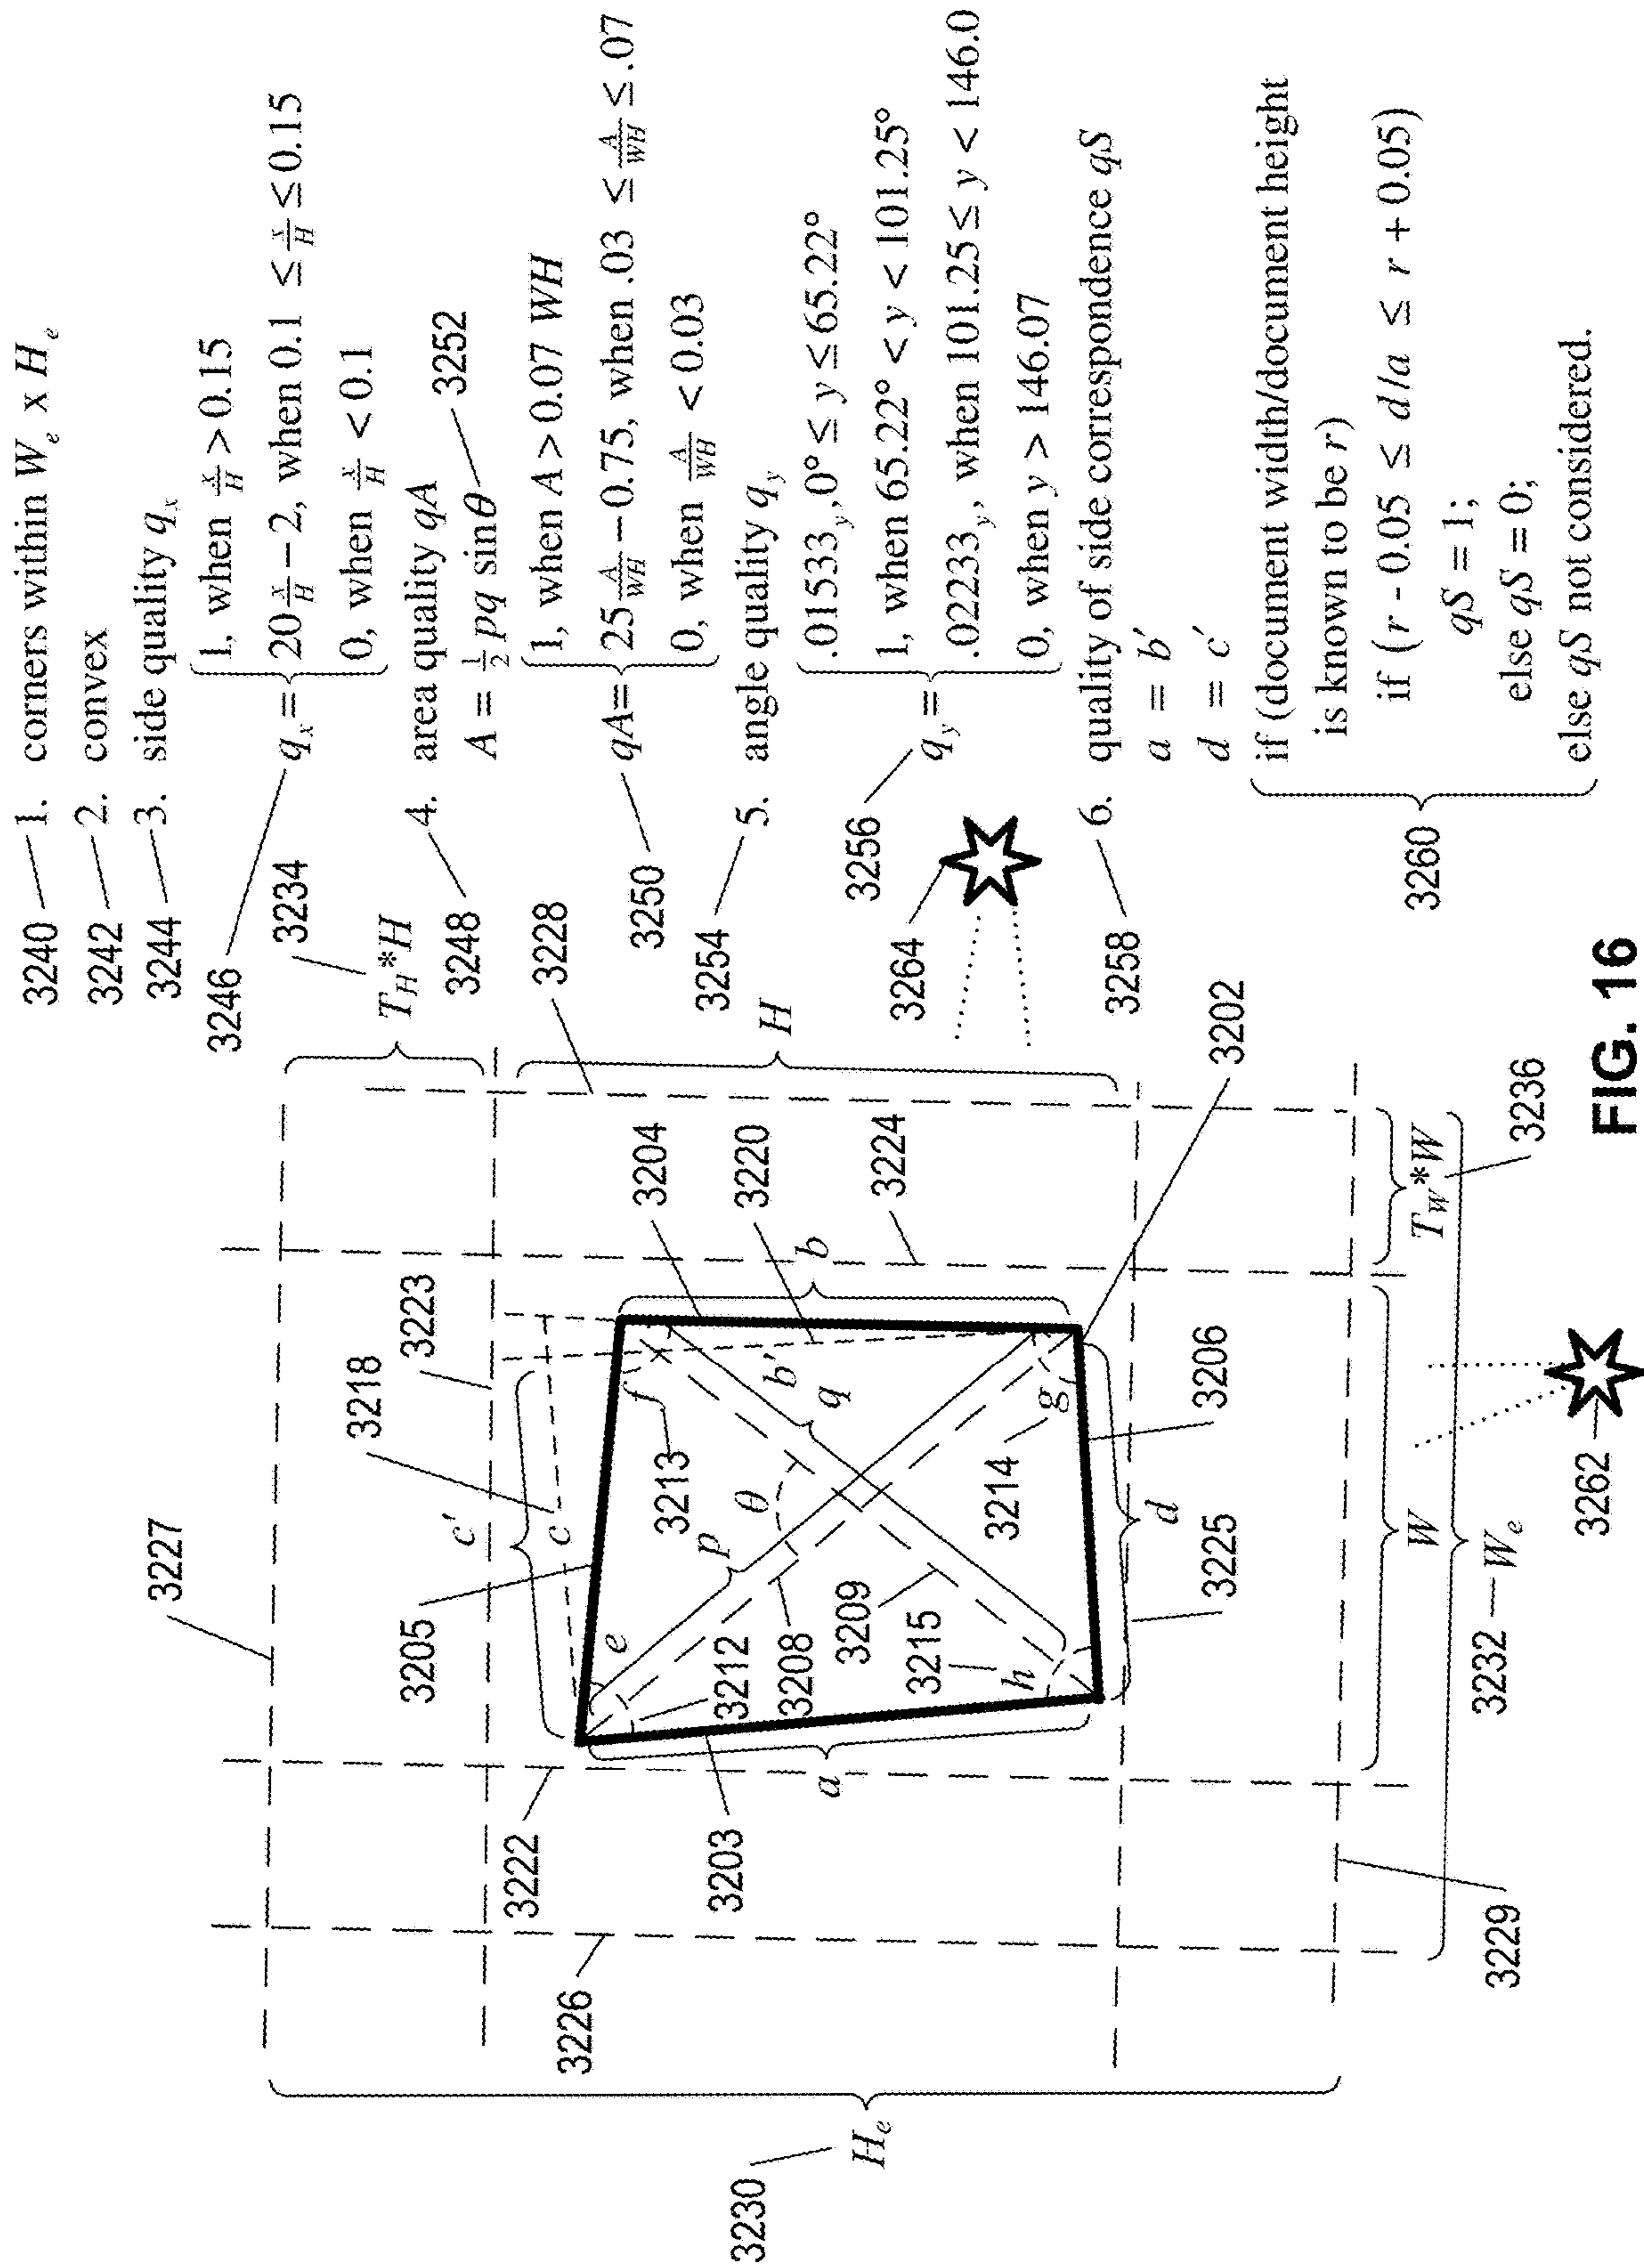 3240 1. corners within Wₑ x Hₑ
3242 2. convex
3244 3. side quality qₓ
3246 qₓ =
1, when x/H > 0.15
20 x/H − 2, when 0.1 ≤ x/H ≤ 0.15
0, when x/H < 0.1
3248 4. area quality qA
A = ½ pq sinθ 3252
3250 qA =
1, when A > 0.07 WH
25 A/WH − 0.75, when .03 ≤ A/WH ≤ .07
0, when A/WH < 0.03
3254 5. angle quality q_y
3256 q_y =
.01533_y, 0° ≤ y ≤ 65.22°
1, when 65.22° < y < 101.25°
.02233_y, when 101.25 ≤ y < 146.0
0, when y > 146.07
3258 6. quality of side correspondence qS
a = b'
d = c'
3260
if (document width/document height
is known to be r)
if (r - 0.05 ≤ d/a ≤ r + 0.05)
qS = 1;
else qS = 0;
else qS not considered.
3227
3234
T_H*H
3218
3223
3228
c'
c'
3205
3204
3220
H
3264
e
f
3213
b'
q
b
3224
3222
3212
θ
p
3208
3209
3214
g
3202
3203
a
3215
h
d
3206
3226
3225
3230
Hₑ
W
T_W*W
3236
3232 Wₑ
3229
3262
FIG. 16